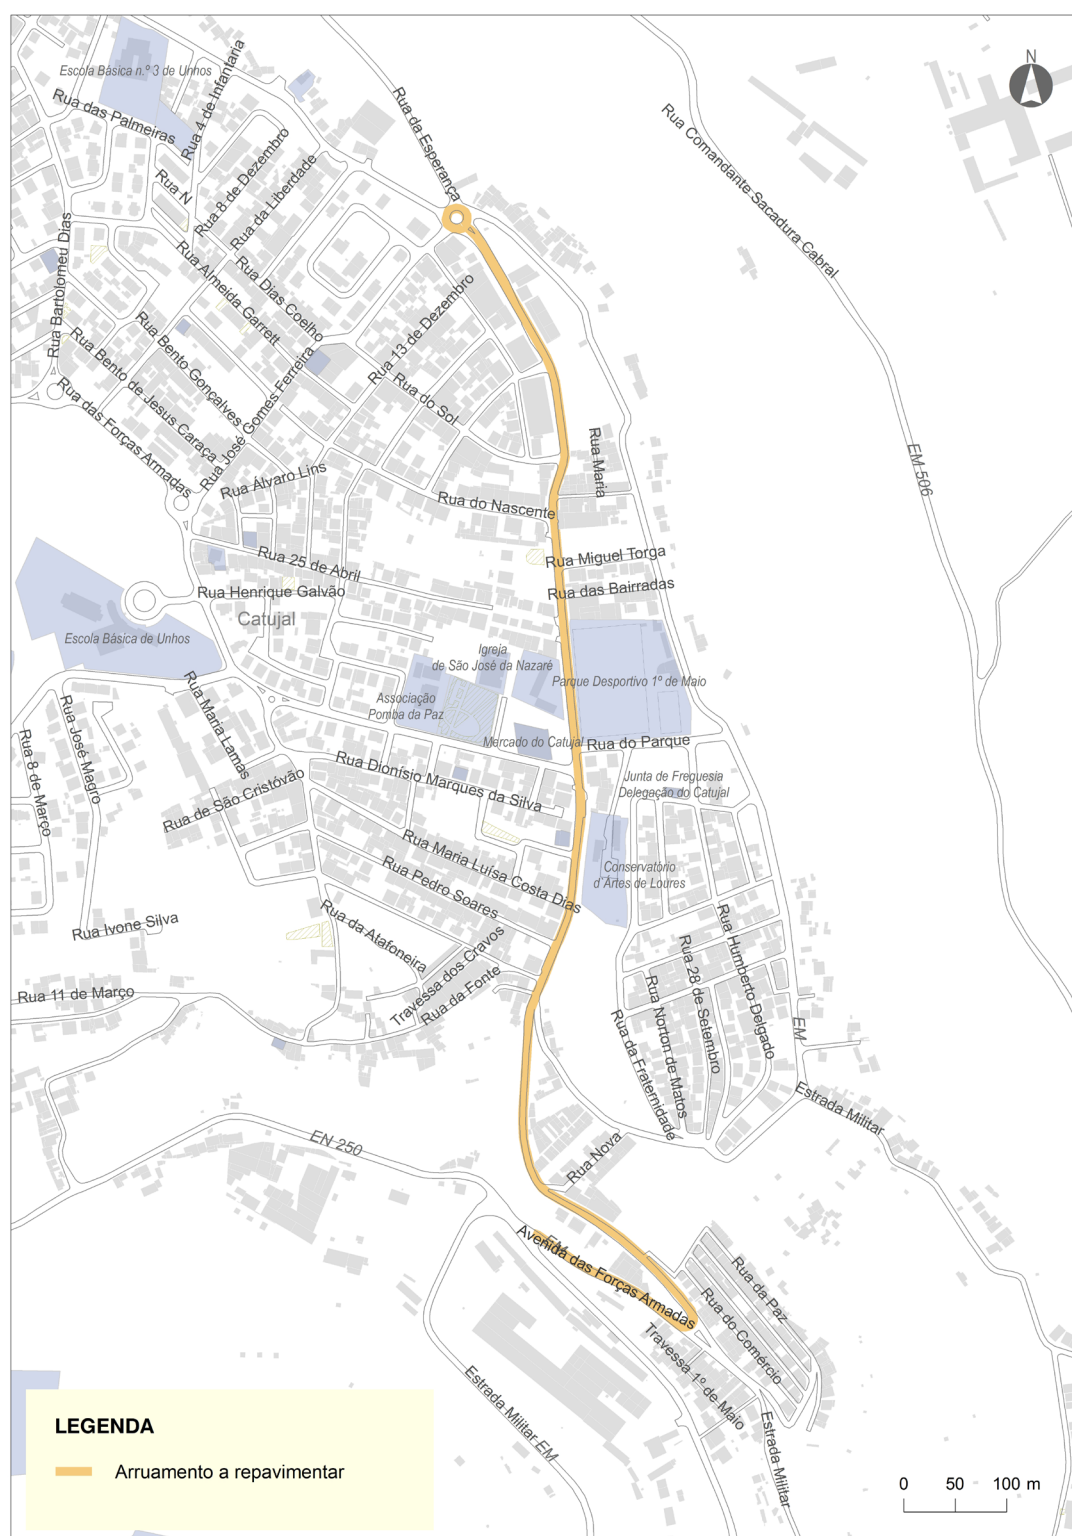 N
Escola Básica n.º 3 de Unhos
Rua das Palmeiras
Rua 4 de Infantaria
Rua da Esperança
Rua Comandante Sacadura Cabral
Rua N
Rua 8 de Dezembro
Rua da Liberdade
Rua Bartolomeu Dias
Rua Almeida Garrett
Rua Dias Coelho
Rua 13 de Dezembro
Rua Bento Gonçalves
Rua Bento de Jesus Caraça
Rua José Gomes Ferreira
Rua do Sol
Rua das Forças Armadas
Rua Maria
EM 506
Rua Álvaro Lins
Rua do Nascente
Rua 25 de Abril
Rua Miguel Torga
Rua das Bairradas
Rua Henrique Galvão
Catujal
Escola Básica de Unhos
Igreja
de São José da Nazaré
Parque Desportivo 1º de Maio
Associação
Pomba da Paz
Rua Maria Lamas
Rua José Magro
Rua 8 de Março
Mercado do Catujal
Rua do Parque
Rua Dionísio Marques da Silva
Junta de Freguesia
Delegação do Catujal
Rua de São Cristóvão
Rua Maria Luísa Costa Dias
Rua Pedro Soares
Conservatório
d'Artes de Loures
Rua Ivone Silva
Rua da Atafoneira
Travessa dos Cravos
Rua da Fonte
Rua 11 de Março
Rua Humberto Delgado
Rua 28 de Setembro
Rua Norton de Matos
Rua da Fraternidade
EM
Estrada Militar
EN 250
Rua Nova
EM
Avenida das Forças Armadas
Rua da Paz
Rua do Comércio
Travessa 1º de Maio
Estrada Militar EM
Estrada Militar
LEGENDA
Arruamento a repavimentar
0 50 100 m